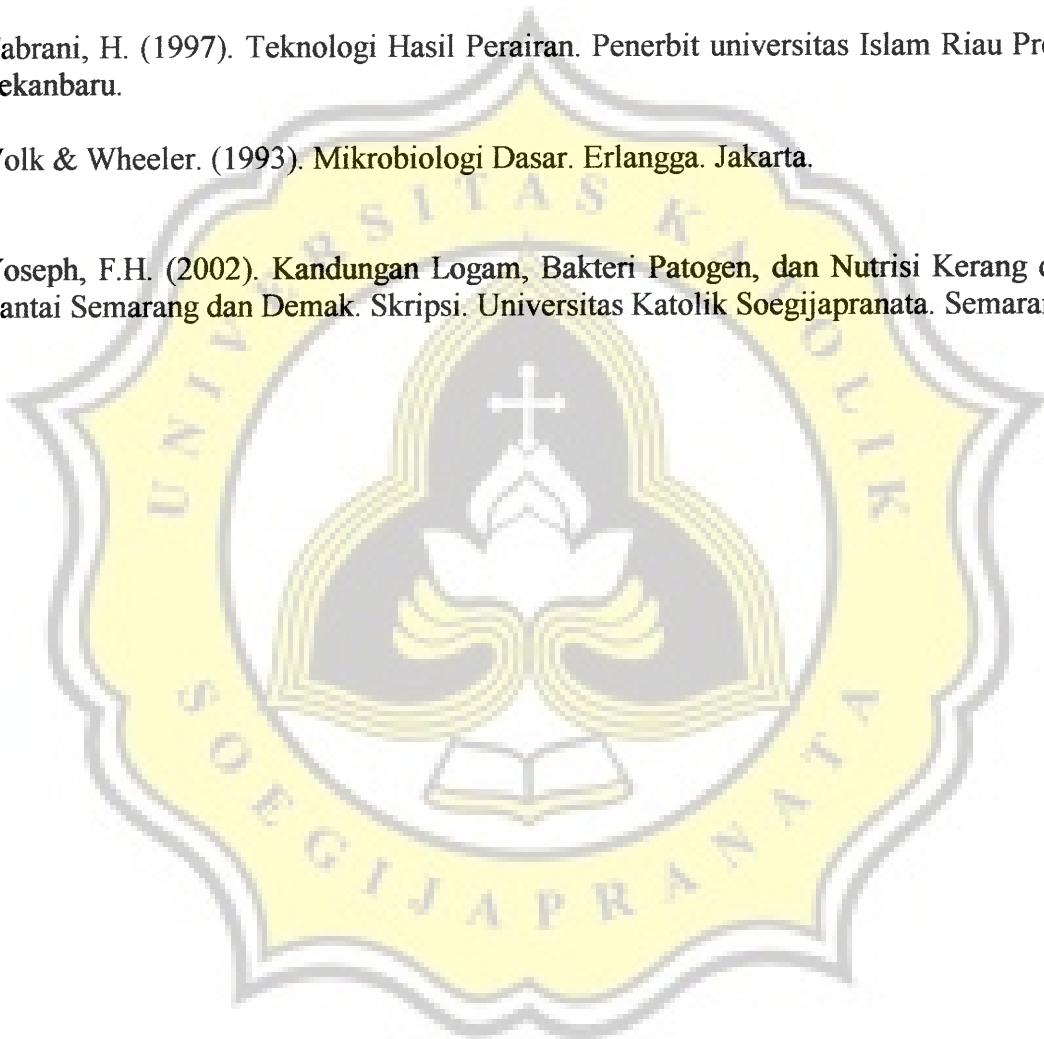 abrani, H. (1997). Teknologi Hasil Perairan. Penerbit universitas Islam Riau Pr
ekanbaru.
olk & Wheeler. (1993). Mikrobiologi Dasar. Erlangga. Jakarta.
oseph, F.H. (2002). Kandungan Logam, Bakteri Patogen, dan Nutrisi Kerang
antai Semarang dan Demak. Skripsi. Universitas Katolik Soegijapranata. Semara
UNIVERSITAS KATOLIK
SOEGIJAPRANATA